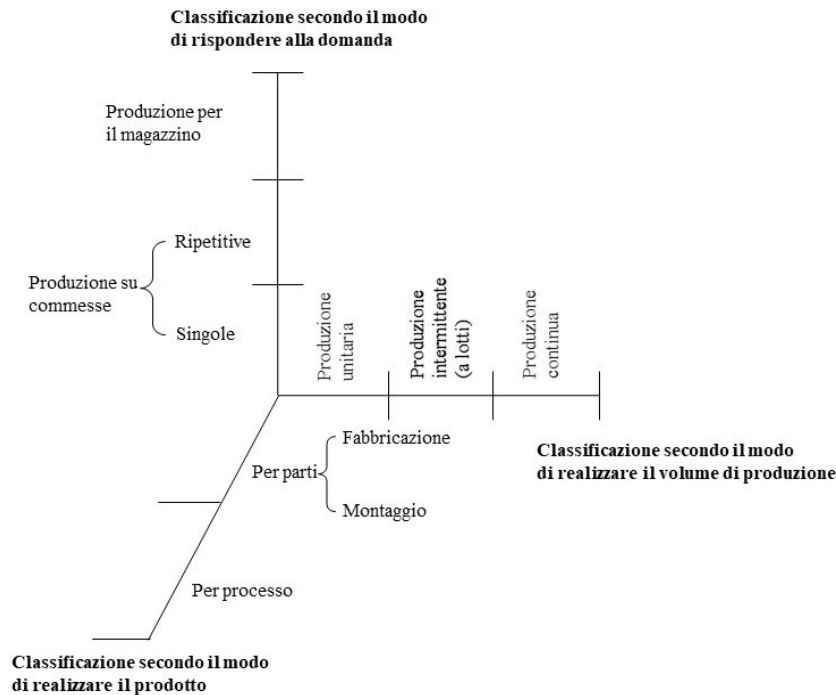 Classificazione secondo il modo
di rispondere alla domanda
Produzione per
il magazzino
Ripetitive
Produzione su
commesse
Singole
Produzione
unitaria
Produzione
intermittente
(a lotti)
Produzione
continua
Classificazione secondo il modo
di realizzare il volume di produzione
Fabbricazione
Per parti
Montaggio
Per processo
Classificazione secondo il modo
di realizzare il prodotto